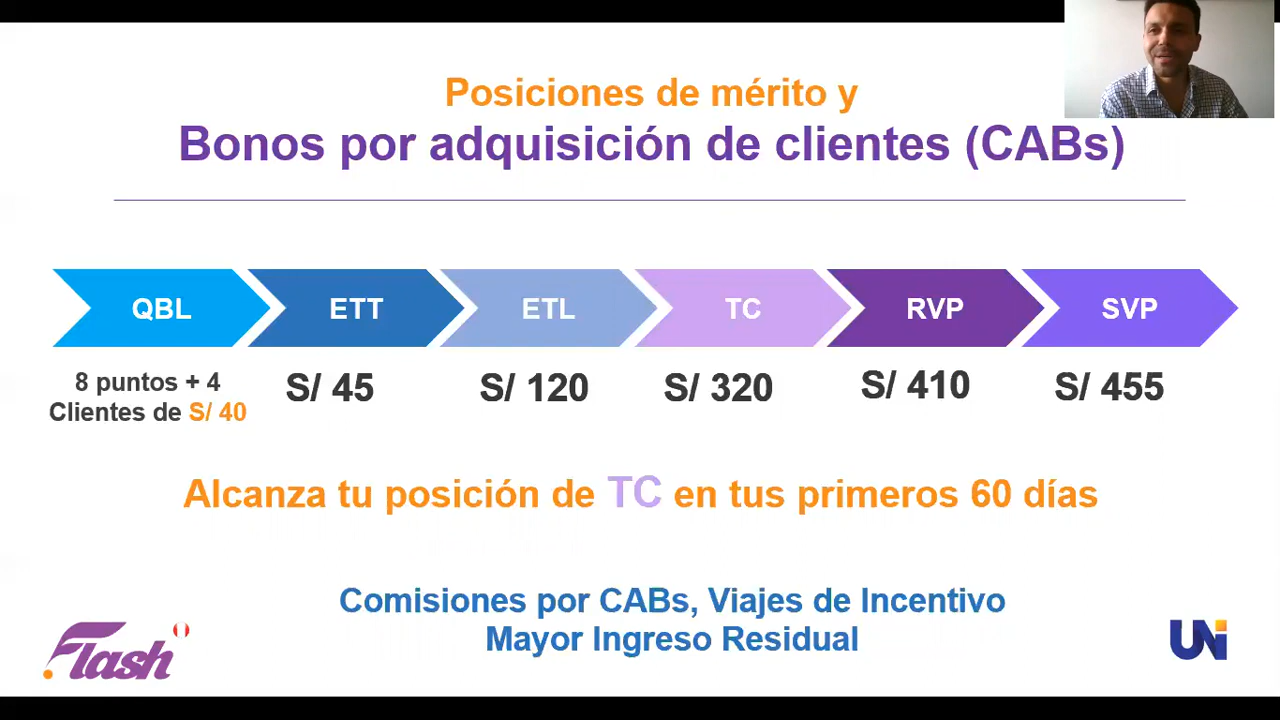 Posiciones de mérito y
Bonos por adquisición de clientes (CABs)
QBL
ETT
ETL
TC
RVP
SVP
8 puntos + 4
Clientes de S/ 40
S/ 45
S/ 120
S/ 320
S/ 410
S/ 455
Alcanza tu posición de TC en tus primeros 60 días
Comisiones por CABs, Viajes de Incentivo
Mayor Ingreso Residual
Flash
UNi